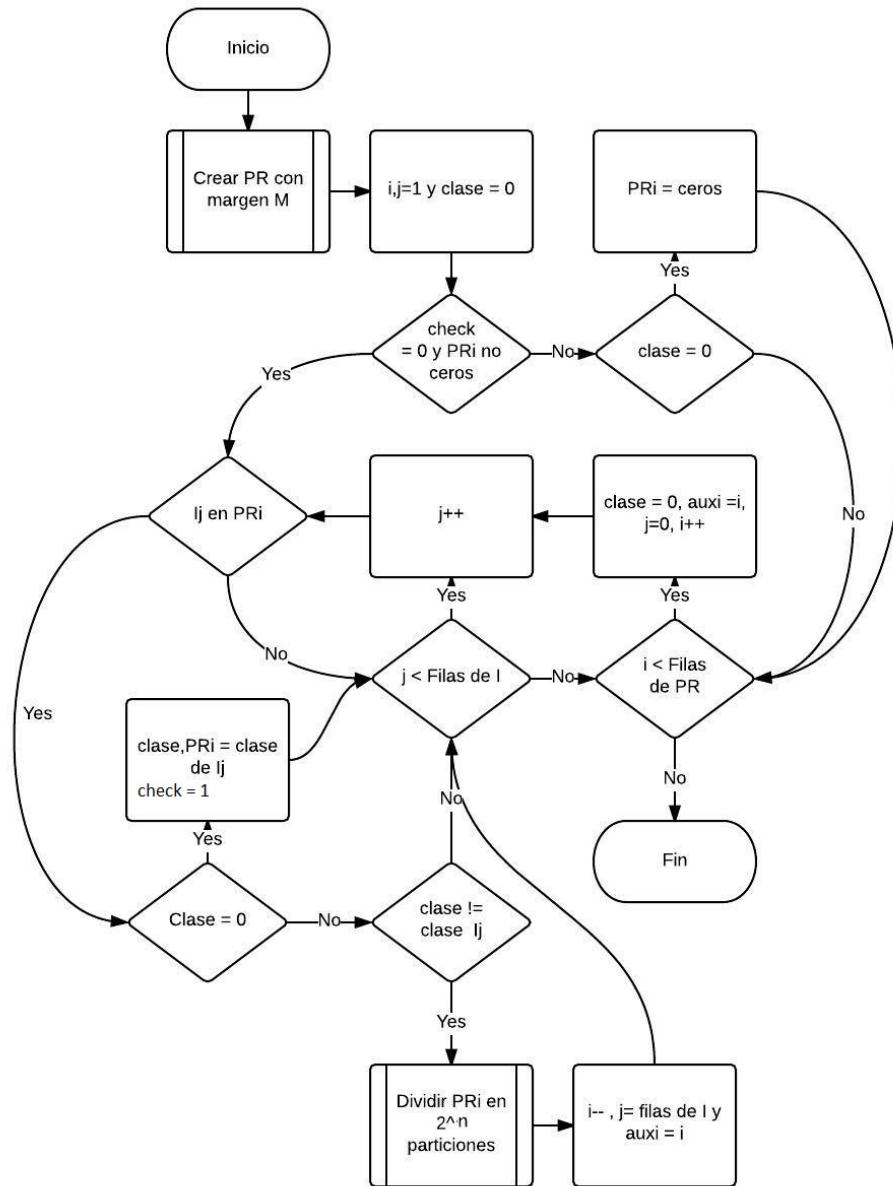 Inicio
Crear PR con
margen M
i,j=1 y clase = 0
PRi = ceros
Yes
check
= 0 y PRi no
ceros
No
clase = 0
Yes
No
Ij en PRi
j++
clase = 0, auxi =i,
j=0, i++
Yes
Yes
No
j < Filas de I
No
i < Filas
de PR
Yes
clase,PRi = clase
de Ij
check = 1
No
No
Yes
Fin
Clase = 0
No
clase !=
clase Ij
Yes
Dividir PRi en
2^n
particiones
i-- , j= filas de I y
auxi = i